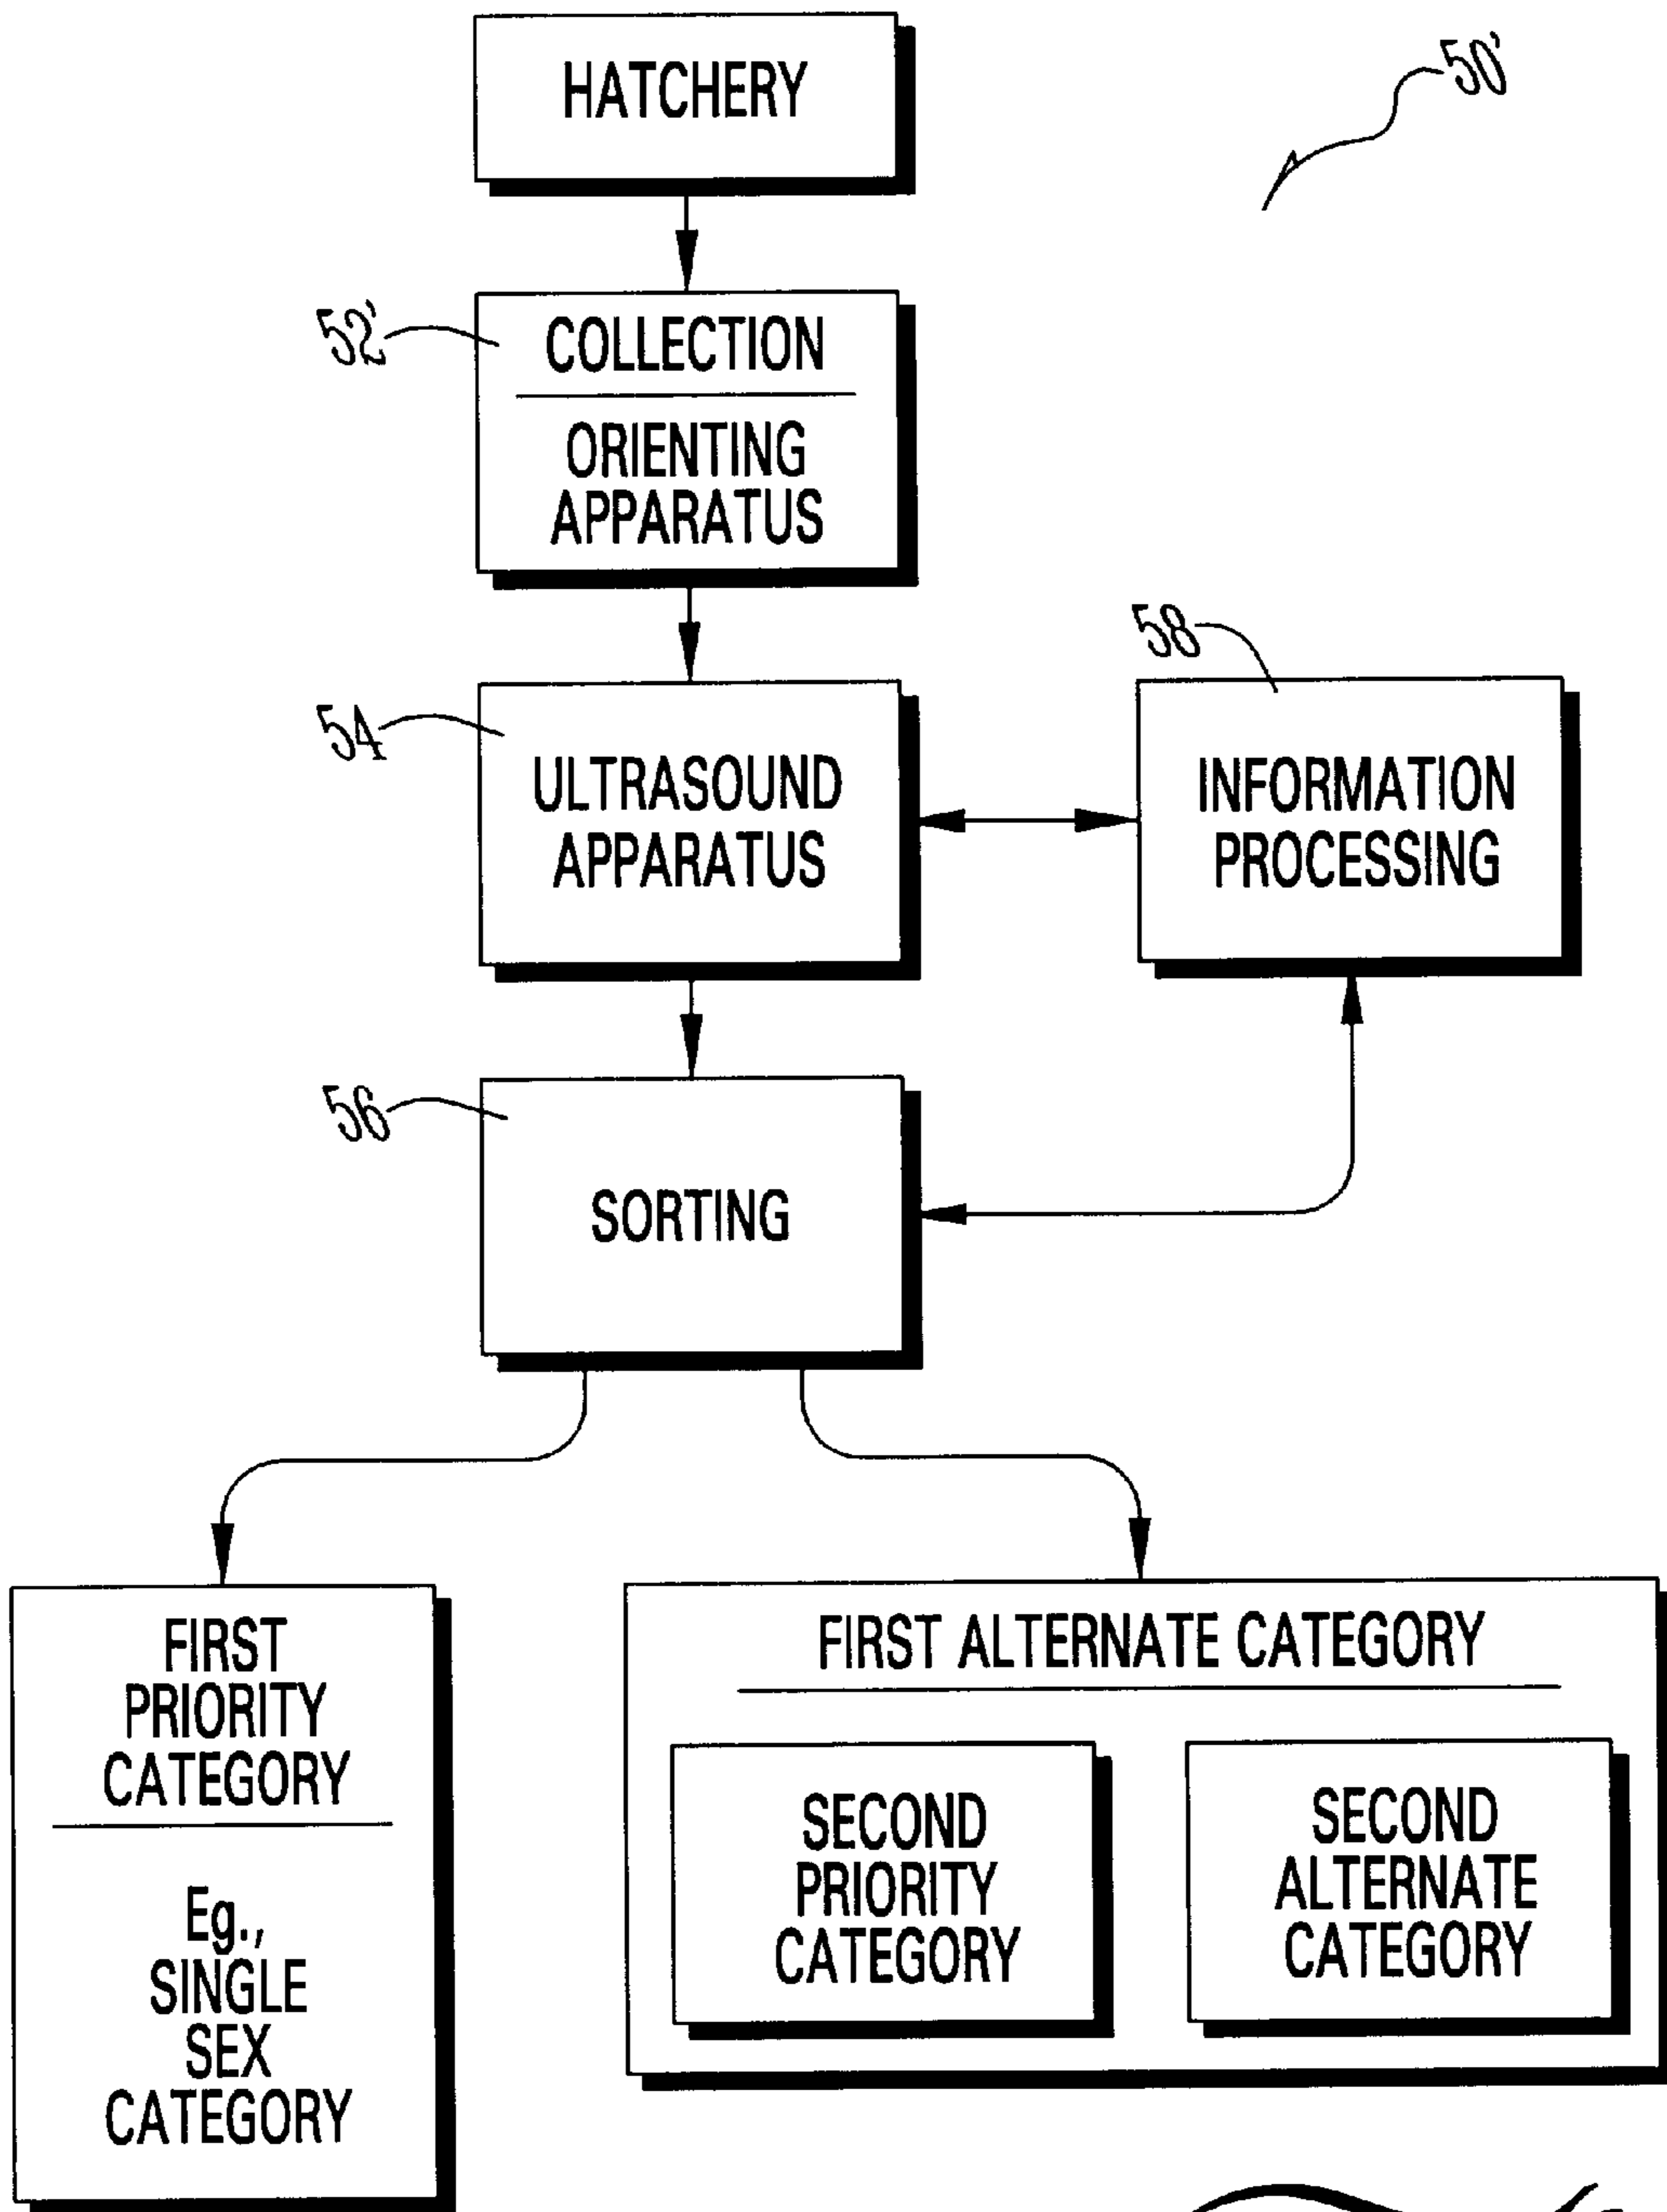 HATCHERY
50'
52'
COLLECTION
ORIENTING
APPARATUS
54
ULTRASOUND
APPARATUS
58
INFORMATION
PROCESSING
56
SORTING
FIRST
PRIORITY
CATEGORY
Eg.,
SINGLE
SEX
CATEGORY
FIRST ALTERNATE CATEGORY
SECOND
PRIORITY
CATEGORY
SECOND
ALTERNATE
CATEGORY